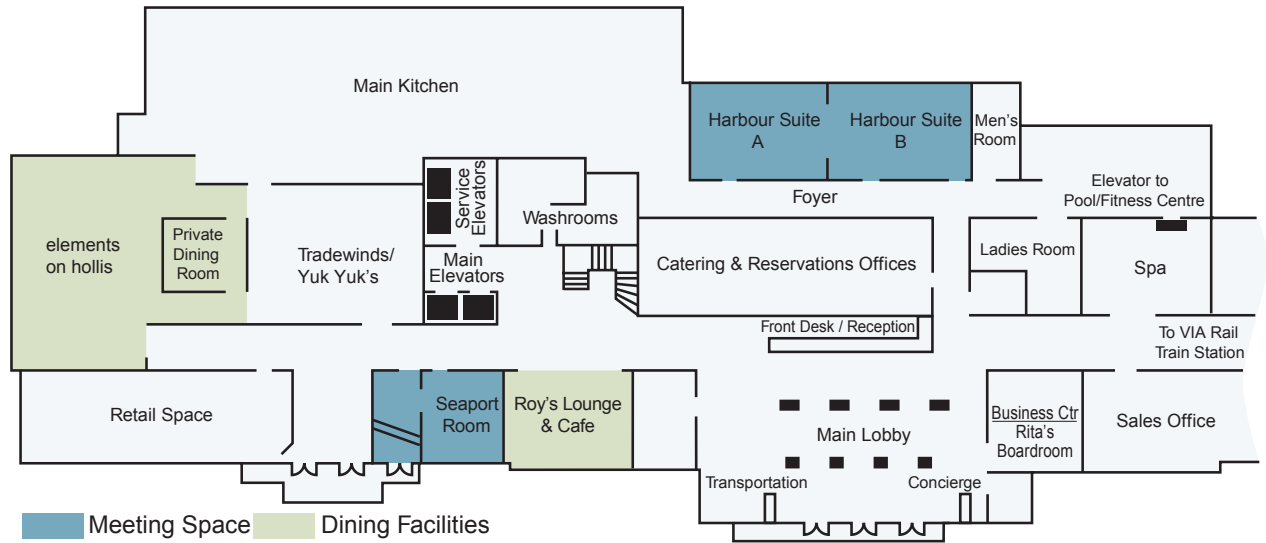 Main Kitchen
Harbour Suite
A
Harbour Suite
B
Men's
Room
Service
Elevators
Elevator to
Pool/Fitness Centre
Foyer
Washrooms
elements
on hollis
Private
Dining
Room
Tradewinds/
Yuk Yuk's
Main
Elevators
Catering & Reservations Offices
Ladies Room
Spa
Front Desk / Reception
To VIA Rail
Train Station
Retail Space
Seaport
Room
Roy's Lounge
& Cafe
Main Lobby
Business Ctr
Rita's
Boardroom
Sales Office
Transportation
Concierge
Meeting Space
Dining Facilities